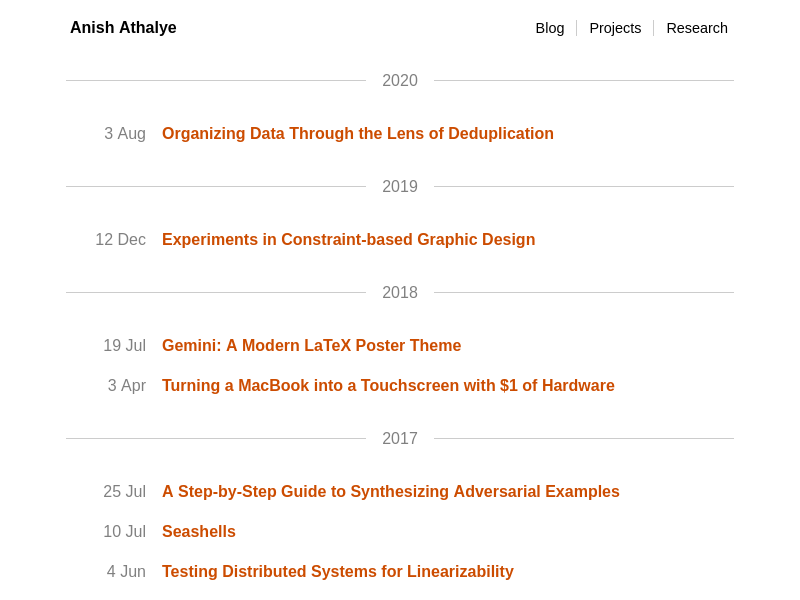 Anish Athalye Blog Projects Research
2020
3 Aug Organizing Data Through the Lens of Deduplication
2019
12 Dec Experiments in Constraint-based Graphic Design
2018
19 Jul Gemini: A Modern LaTeX Poster Theme
3 Apr Turning a MacBook into a Touchscreen with $1 of Hardware
2017
25 Jul A Step-by-Step Guide to Synthesizing Adversarial Examples
10 Jul Seashells
4 Jun Testing Distributed Systems for Linearizability